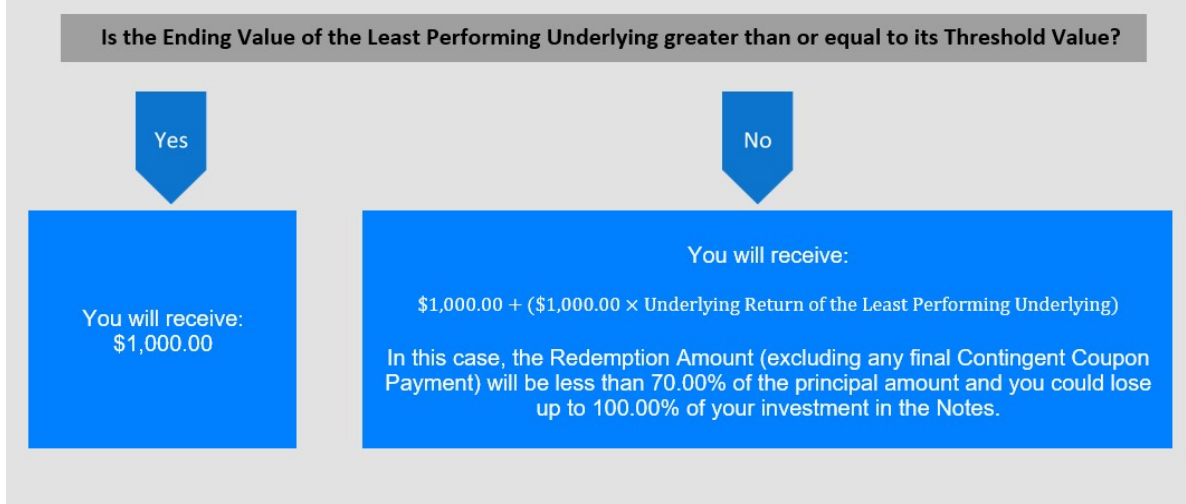 Is the Ending Value of the Least Performing Underlying greater than or equal to its Threshold Value?
Yes
No
You will receive:
$1,000.00
You will receive:
$1,000.00 + ($1,000.00 × Underlying Return of the Least Performing Underlying)
In this case, the Redemption Amount (excluding any final Contingent Coupon
Payment) will be less than 70.00% of the principal amount and you could lose
up to 100.00% of your investment in the Notes.